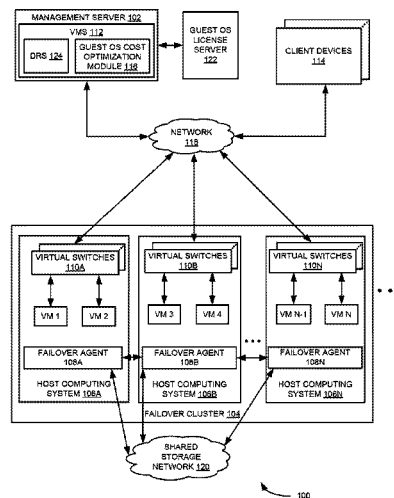 MANAGEMENT SERVER 102
VMS 112
DRS 124
GUEST OS COST
OPTIMIZATION
MODULE 116
GUEST OS
LICENSE
SERVER
122
CLIENT DEVICES
114
NETWORK
118
VIRTUAL SWITCHES
110A
VIRTUAL SWITCHES
110B
VIRTUAL SWITCHES
110N
VM 1
VM 2
VM 3
VM 4
VM N-1
VM N
FAILOVER AGENT
108A
FAILOVER AGENT
108B
FAILOVER AGENT
108N
HOST COMPUTING
SYSTEM 106A
HOST COMPUTING
SYSTEM 106B
HOST COMPUTING
SYSTEM 106N
FAILOVER CLUSTER 104
SHARED
STORAGE
NETWORK
120
100